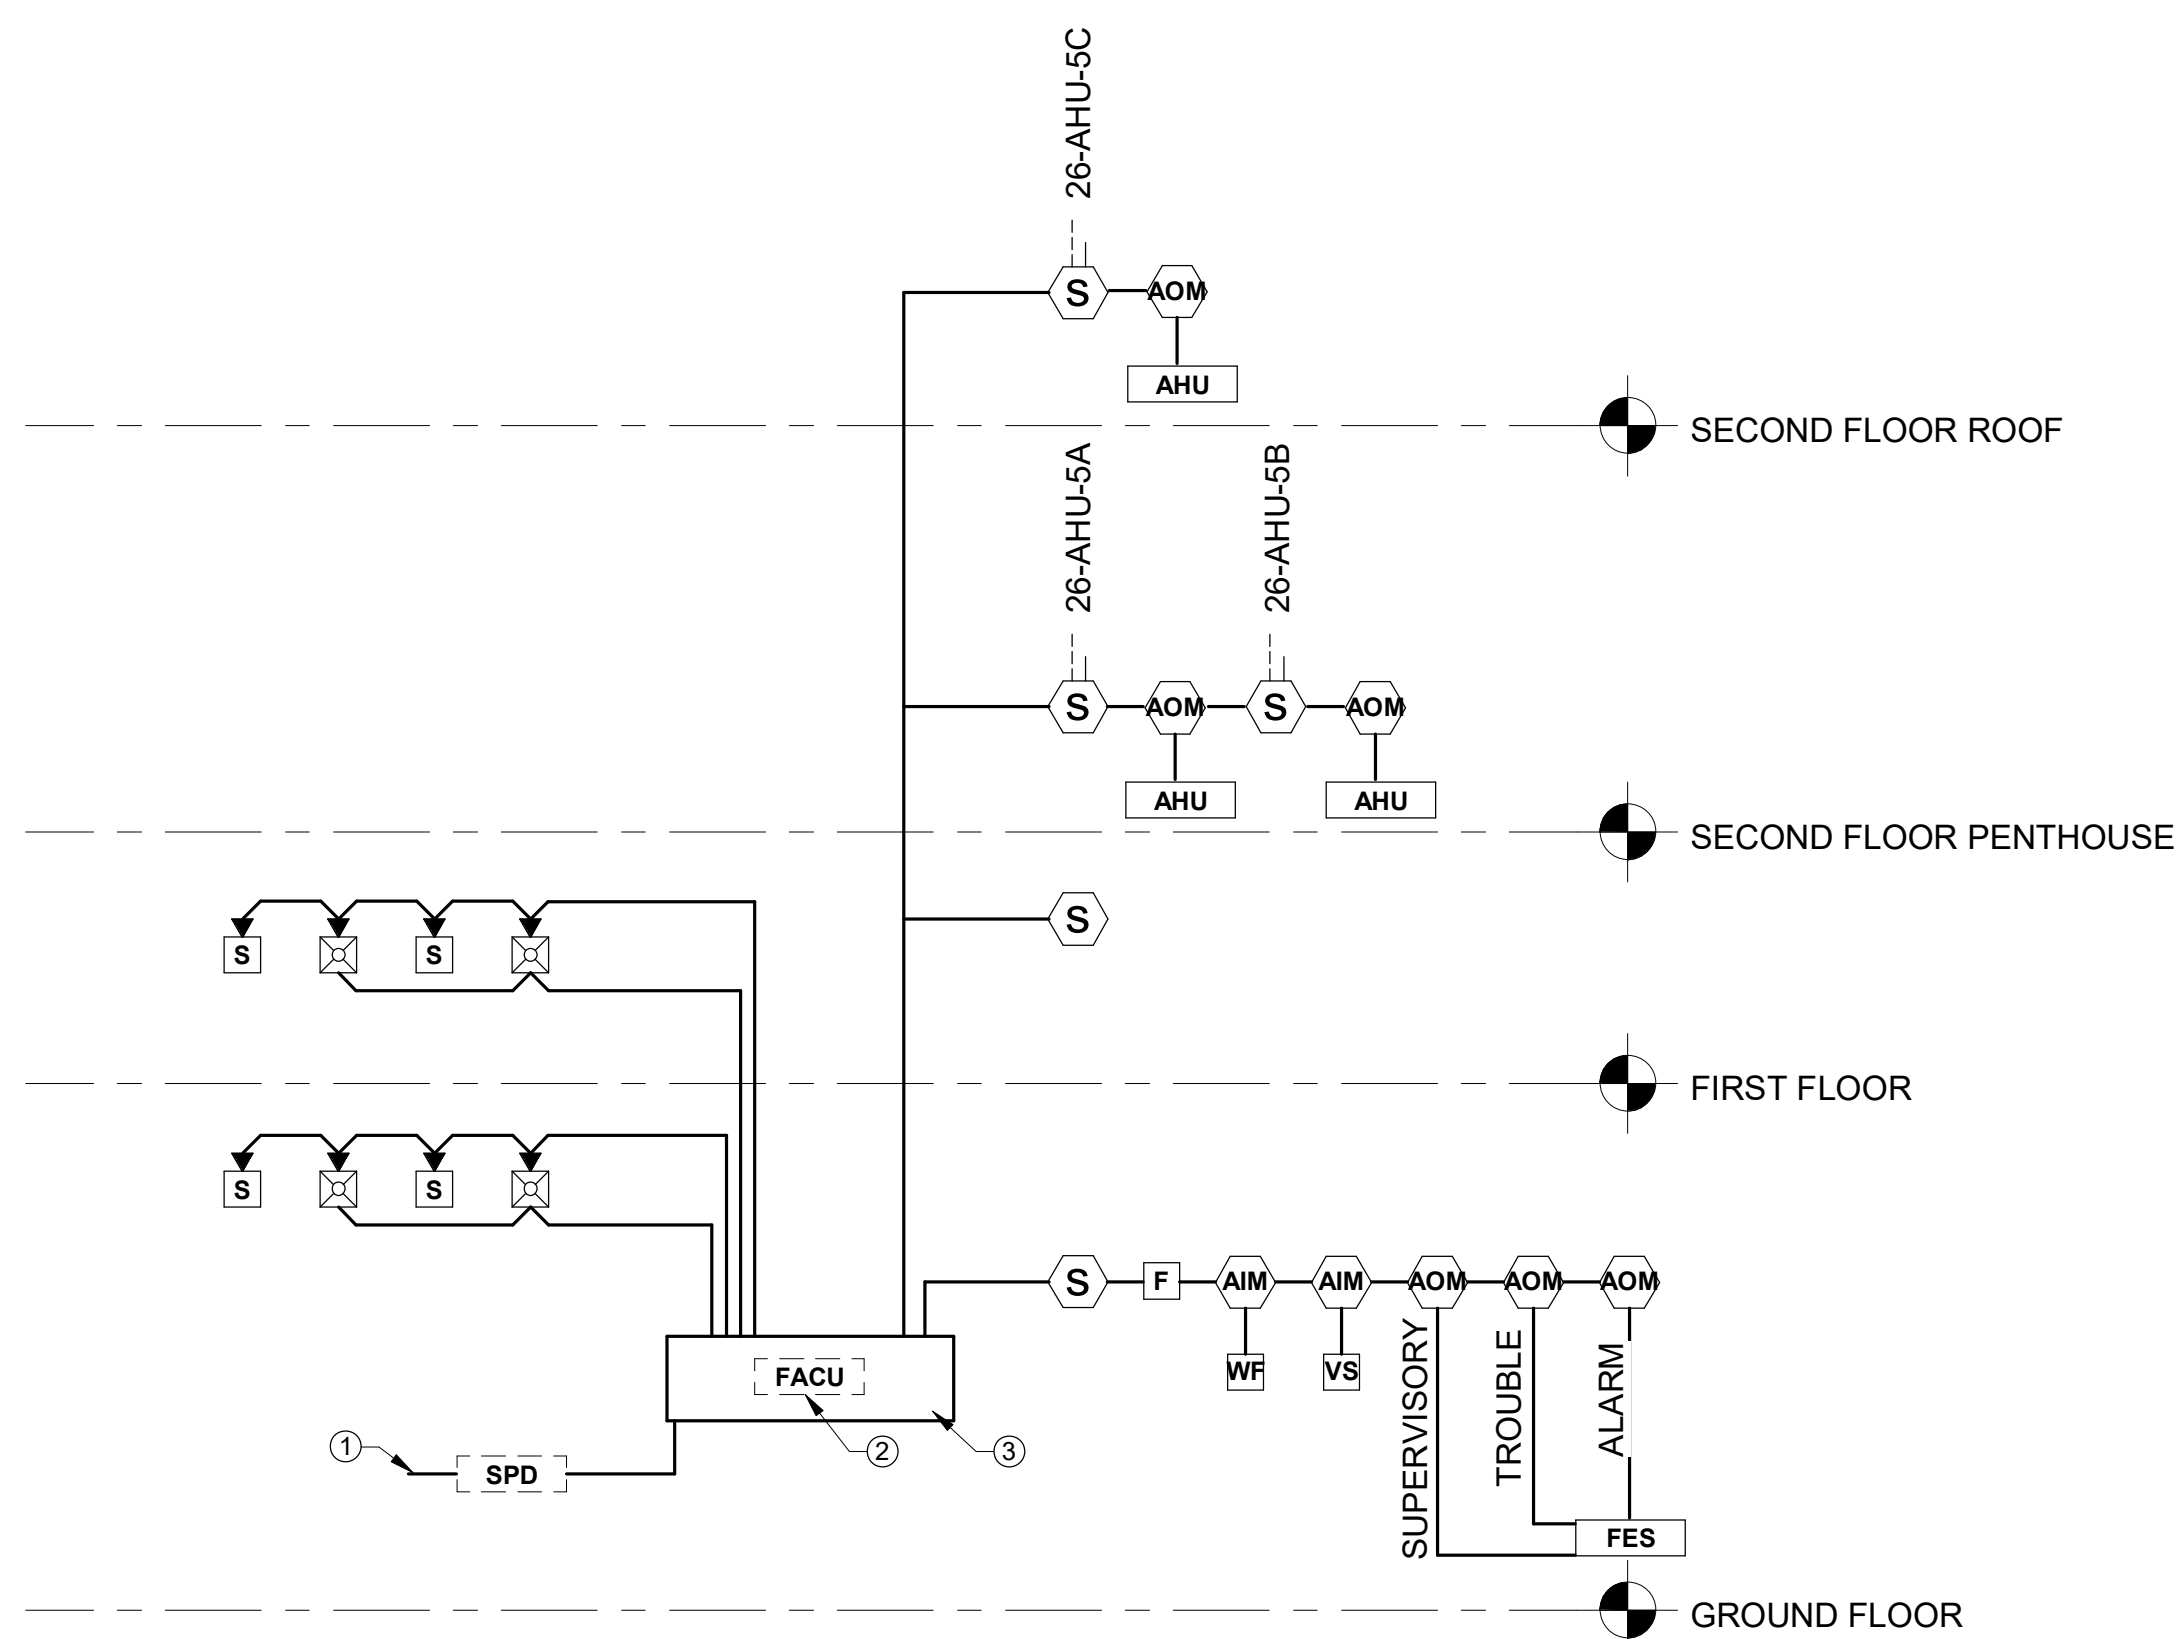 26-AHU-5C
S
AOM
AHU
SECOND FLOOR ROOF
26-AHU-5A
26-AHU-5B
S
AOM
S
AOM
AHU
AHU
SECOND FLOOR PENTHOUSE
S
S
S
FIRST FLOOR
S
S
S
F
AIM
AIM
AOM
AOM
AOM
WF
VS
SUPERVISORY
TROUBLE
ALARM
FACU
1
2
3
SPD
FES
GROUND FLOOR